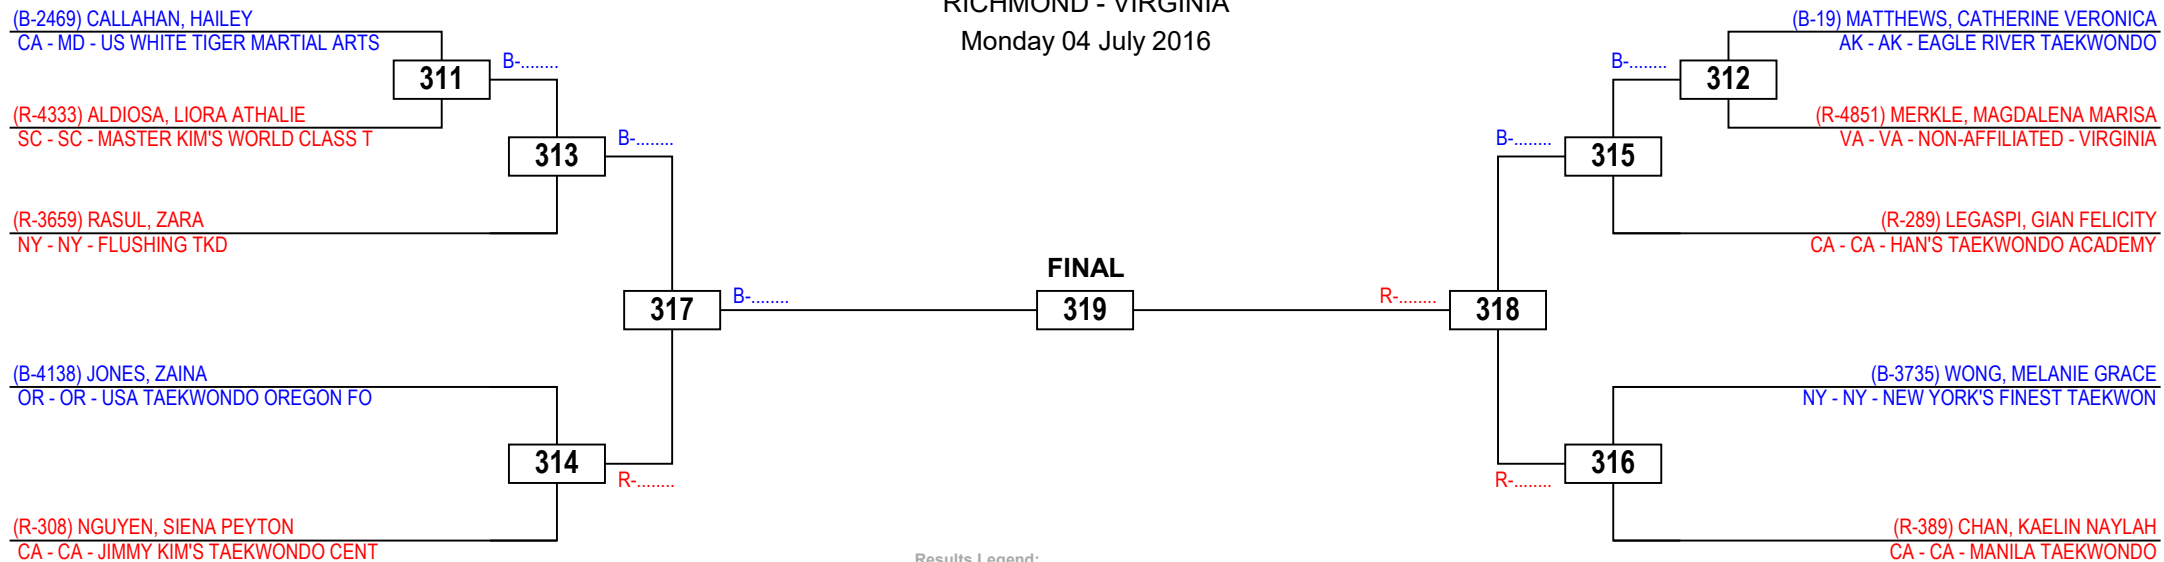 RICHMOND - VIRGINIA
Monday 04 July 2016
(B-2469) CALLAHAN, HAILEY
CA - MD - US WHITE TIGER MARTIAL ARTS
311
B-........
(R-4333) ALDIOSA, LIORA ATHALIE
SC - SC - MASTER KIM'S WORLD CLASS T
313
B-........
(R-3659) RASUL, ZARA
NY - NY - FLUSHING TKD
317
B-........
(B-4138) JONES, ZAINA
OR - OR - USA TAEKWONDO OREGON FO
314
R-........
(R-308) NGUYEN, SIENA PEYTON
CA - CA - JIMMY KIM'S TAEKWONDO CENT
FINAL
319
(B-19) MATTHEWS, CATHERINE VERONICA
AK - AK - EAGLE RIVER TAEKWONDO
B-........
312
(R-4851) MERKLE, MAGDALENA MARISA
VA - VA - NON-AFFILIATED - VIRGINIA
B-........
315
(R-289) LEGASPI, GIAN FELICITY
CA - CA - HAN'S TAEKWONDO ACADEMY
R-........
318
(B-3735) WONG, MELANIE GRACE
NY - NY - NEW YORK'S FINEST TAEKWON
316
R-........
(R-389) CHAN, KAELIN NAYLAH
CA - CA - MANILA TAEKWONDO
Results Legend: